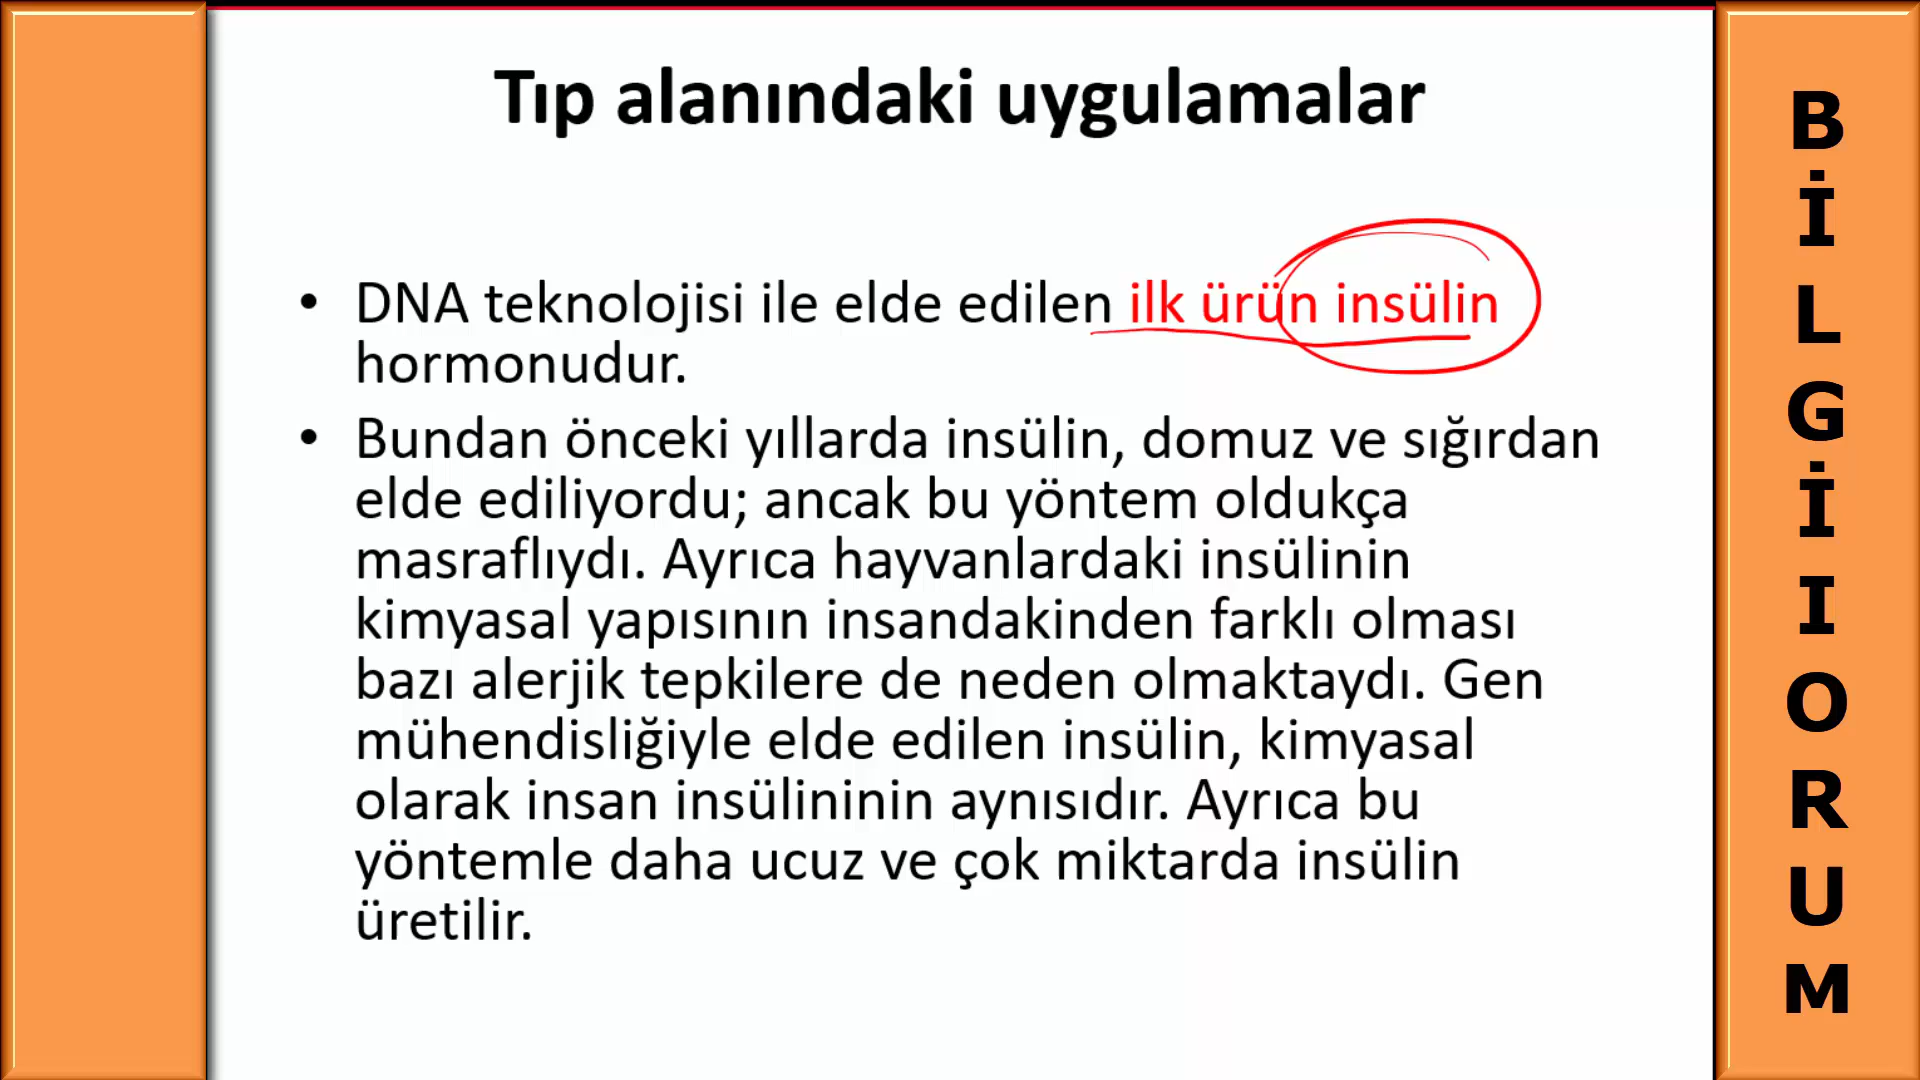 Tıp alanındaki uygulamalar
• DNA teknolojisi ile elde edilen ilk ürün insülin
hormonudur.
• Bundan önceki yıllarda insülin, domuz ve sığırdan
elde ediliyordu; ancak bu yöntem oldukça
masraflıydı. Ayrıca hayvanlardaki insülinin
kimyasal yapısının insandakinden farklı olması
bazı alerjik tepkilere de neden olmaktaydı. Gen
mühendisliğiyle elde edilen insülin, kimyasal
olarak insan insülininin aynısıdır. Ayrıca bu
yöntemle daha ucuz ve çok miktarda insülin
üretilir.
BİLGİIORUM